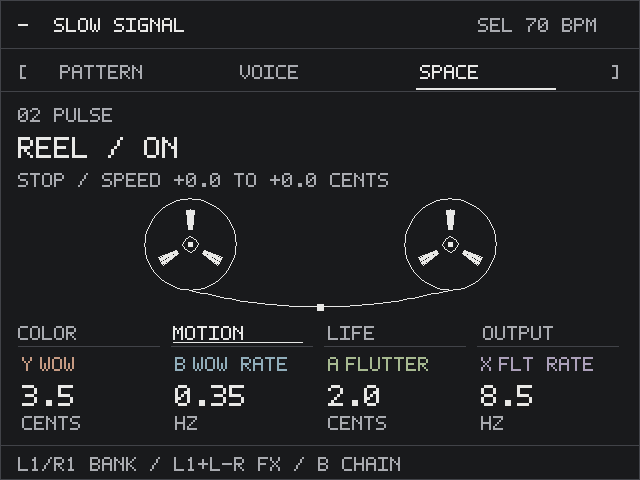 — SLOW SIGNAL SEL 70 BPM
[ PATTERN VOICE SPACE ]
02 PULSE
REEL / ON
STOP / SPEED +0.0 TO +0.0 CENTS
COLOR MOTION LIFE OUTPUT
Y WOW B WOW RATE A FLUTTER X FLT RATE
3.5 0.35 2.0 8.5
CENTS HZ CENTS HZ
L1/R1 BANK / L1+L-R FX / B CHAIN